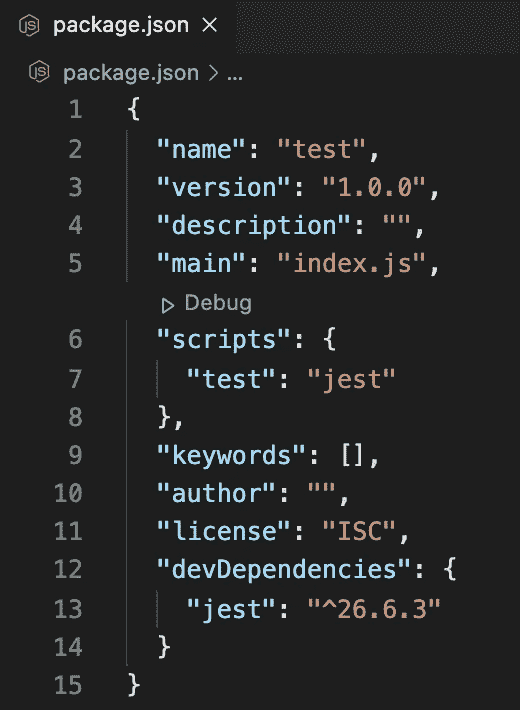 package.json
package.json > ...
1 {
2 "name": "test",
3 "version": "1.0.0",
4 "description": "",
5 "main": "index.js",
Debug
6 "scripts": {
7 "test": "jest"
8 },
9 "keywords": [],
10 "author": "",
11 "license": "ISC",
12 "devDependencies": {
13 "jest": "^26.6.3"
14 }
15 }